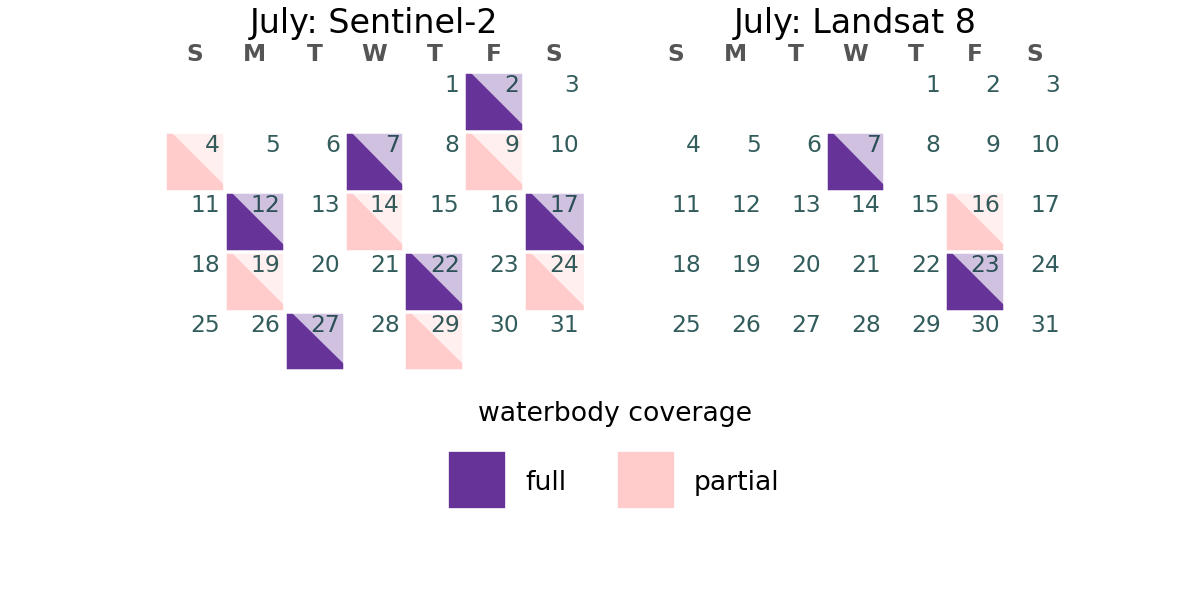 July: Sentinel-2
S M T W T F S
1 2 3
4 5 6 7 8 9 10
11 12 13 14 15 16 17
18 19 20 21 22 23 24
25 26 27 28 29 30 31
July: Landsat 8
S M T W T F S
1 2 3
4 5 6 7 8 9 10
11 12 13 14 15 16 17
18 19 20 21 22 23 24
25 26 27 28 29 30 31
waterbody coverage
full
partial